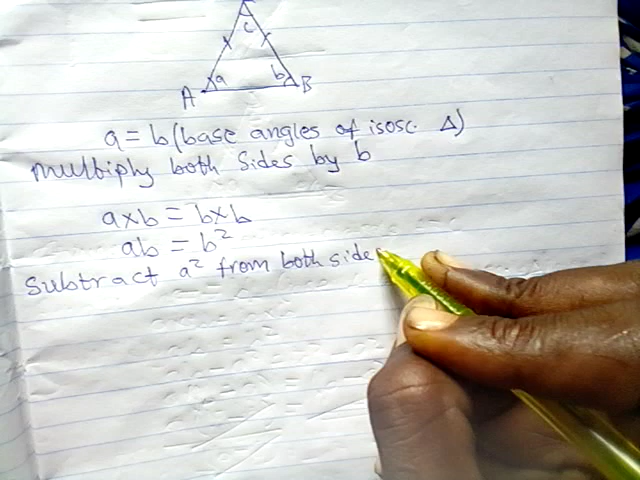 c
a b
A B
a = b (base angles of isosc. Δ)
multiply both sides by b
a×b = b×b
ab = b²
Subtract a² from both side